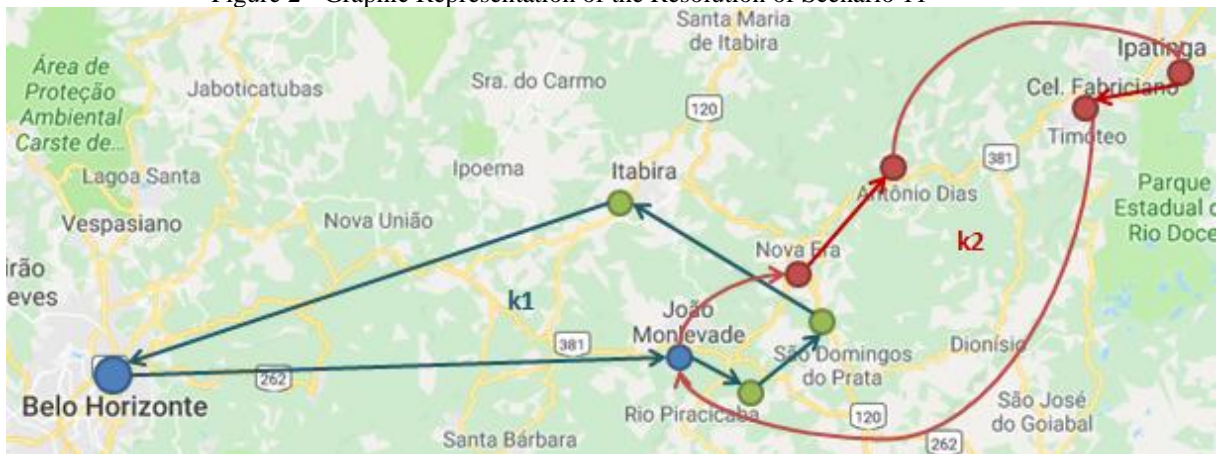 Figure 2 - Graphic Representation of the Resolution of Scenario 11
Santa Maria
de Itabira
Ipatinga
Área de
Proteção
Ambiental
Carste de...
Jaboticatubas
Sra. do Carmo
120
Cel. Fabriciano
Timóteo
Lagoa Santa
Ipoema
Itabira
381
Antônio Dias
Parque
Estadual d
Rio Doce
Vespasiano
Nova União
k2
Nova Era
irão
eves
k1
João
Monlevade
381
São Domingos
do Prata
Dionísio
262
Belo Horizonte
Rio Piracicaba
120
São José
do Goiabal
Santa Bárbara
262